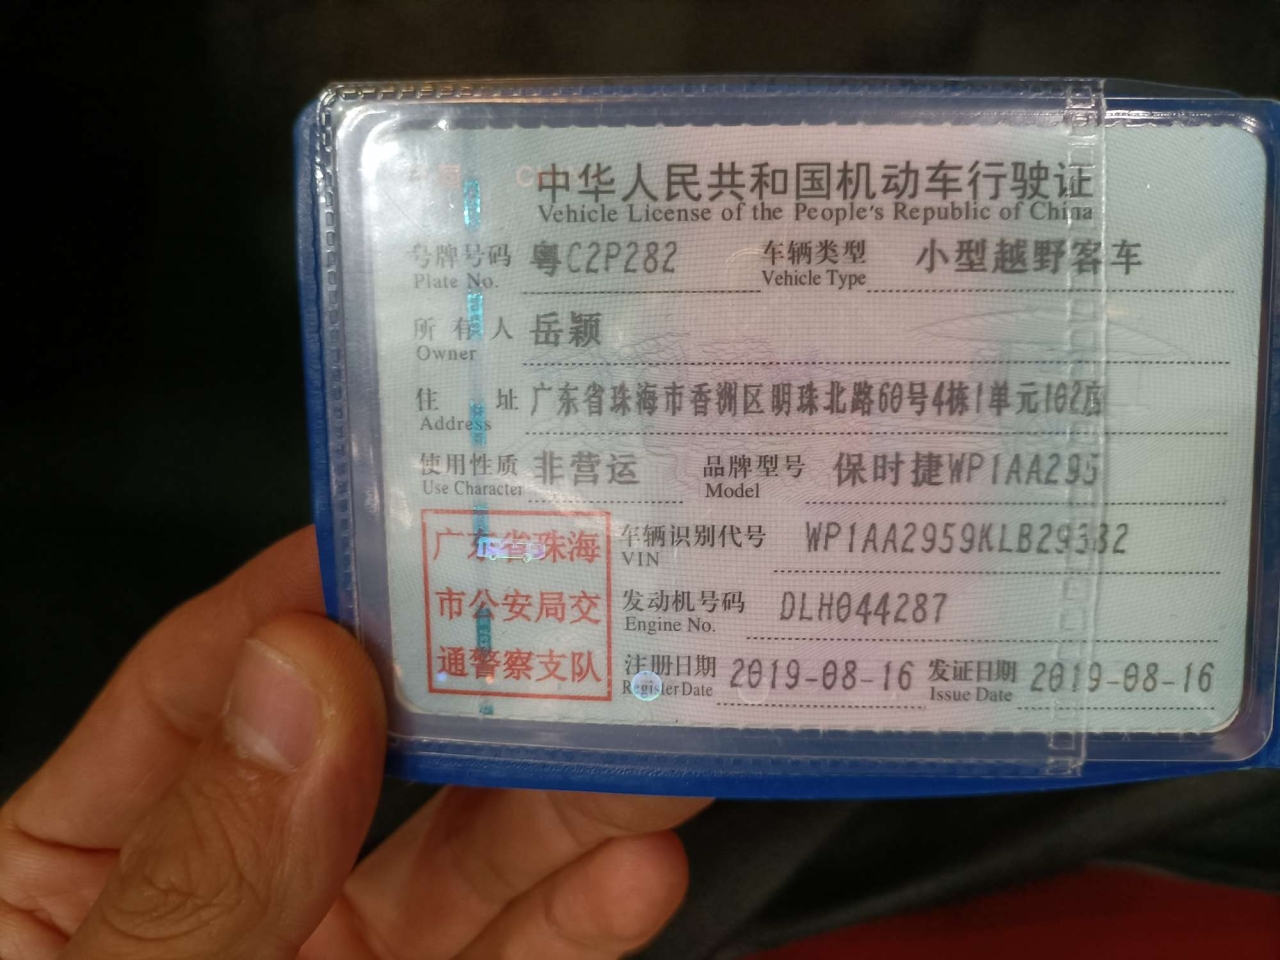 中华人民共和国机动车行驶证
Vehicle License of the People's Republic of China
号牌号码 粤C2P282 车辆类型 小型越野客车
Plate No. Vehicle Type
所有人 岳颖
Owner
住址 广东省珠海市香洲区明珠北路60号4栋1单元102房
Address
使用性质 非营运 品牌型号 保时捷WP1AA295
Use Character Model
广东省珠海
市公安局交
通警察支队
车辆识别代号
VIN
发动机号码 DLH044287
Engine No.
注册日期 2019-08-16 发证日期 2019-08-16
Register Date Issue Date